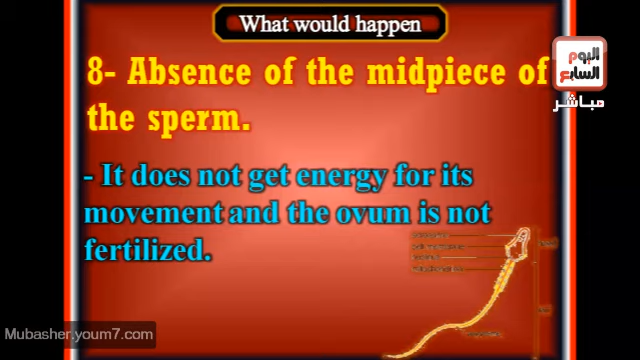 What would happen
اليوم
السابع
مباشر
8- Absence of the midpiece of
the sperm.
- It does not get energy for its
movement and the ovum is not
fertilized.
Mubasher.youm7.com